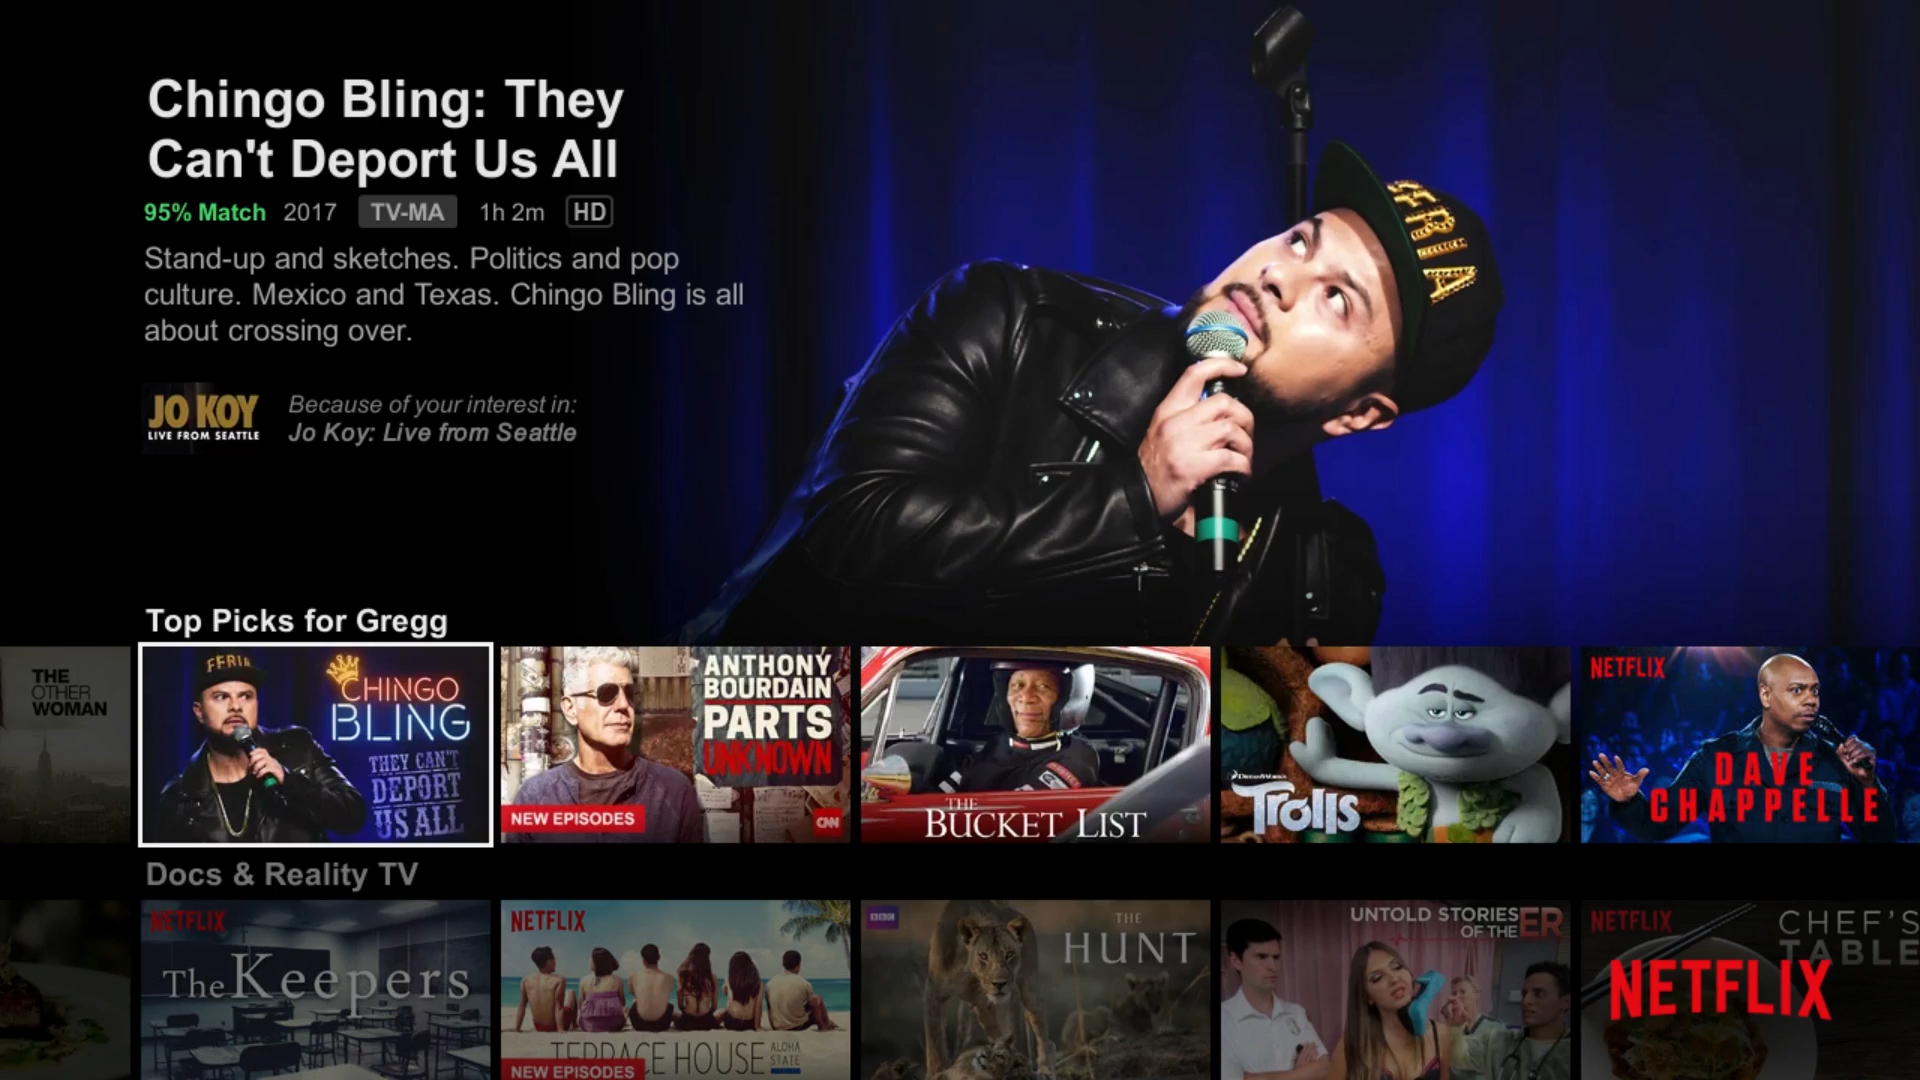 Chingo Bling: They
Can't Deport Us All
95% Match 2017 TV-MA 1h 2m HD
Stand-up and sketches. Politics and pop
culture. Mexico and Texas. Chingo Bling is all
about crossing over.
JO KOY
LIVE FROM SEATTLE
Because of your interest in:
Jo Koy: Live from Seattle
FERIA
Top Picks for Gregg
THE
OTHER
WOMAN
FERIA
CHINGO
BLING
THEY CAN'T
DEPORT
US ALL
ANTHONY
BOURDAIN
PARTS
UNKNOWN
NEW EPISODES
CNN
THE
BUCKET LIST
DREAMWORKS
Trolls
NETFLIX
DAVE
CHAPPELLE
Docs & Reality TV
NETFLIX
The Keepers
NETFLIX
TERRACE HOUSE ALOHA
STATE
NEW EPISODES
BBC
THE
HUNT
UNTOLD STORIES
OF THE ER
NETFLIX
CHEF'S
TABLE
NETFLIX